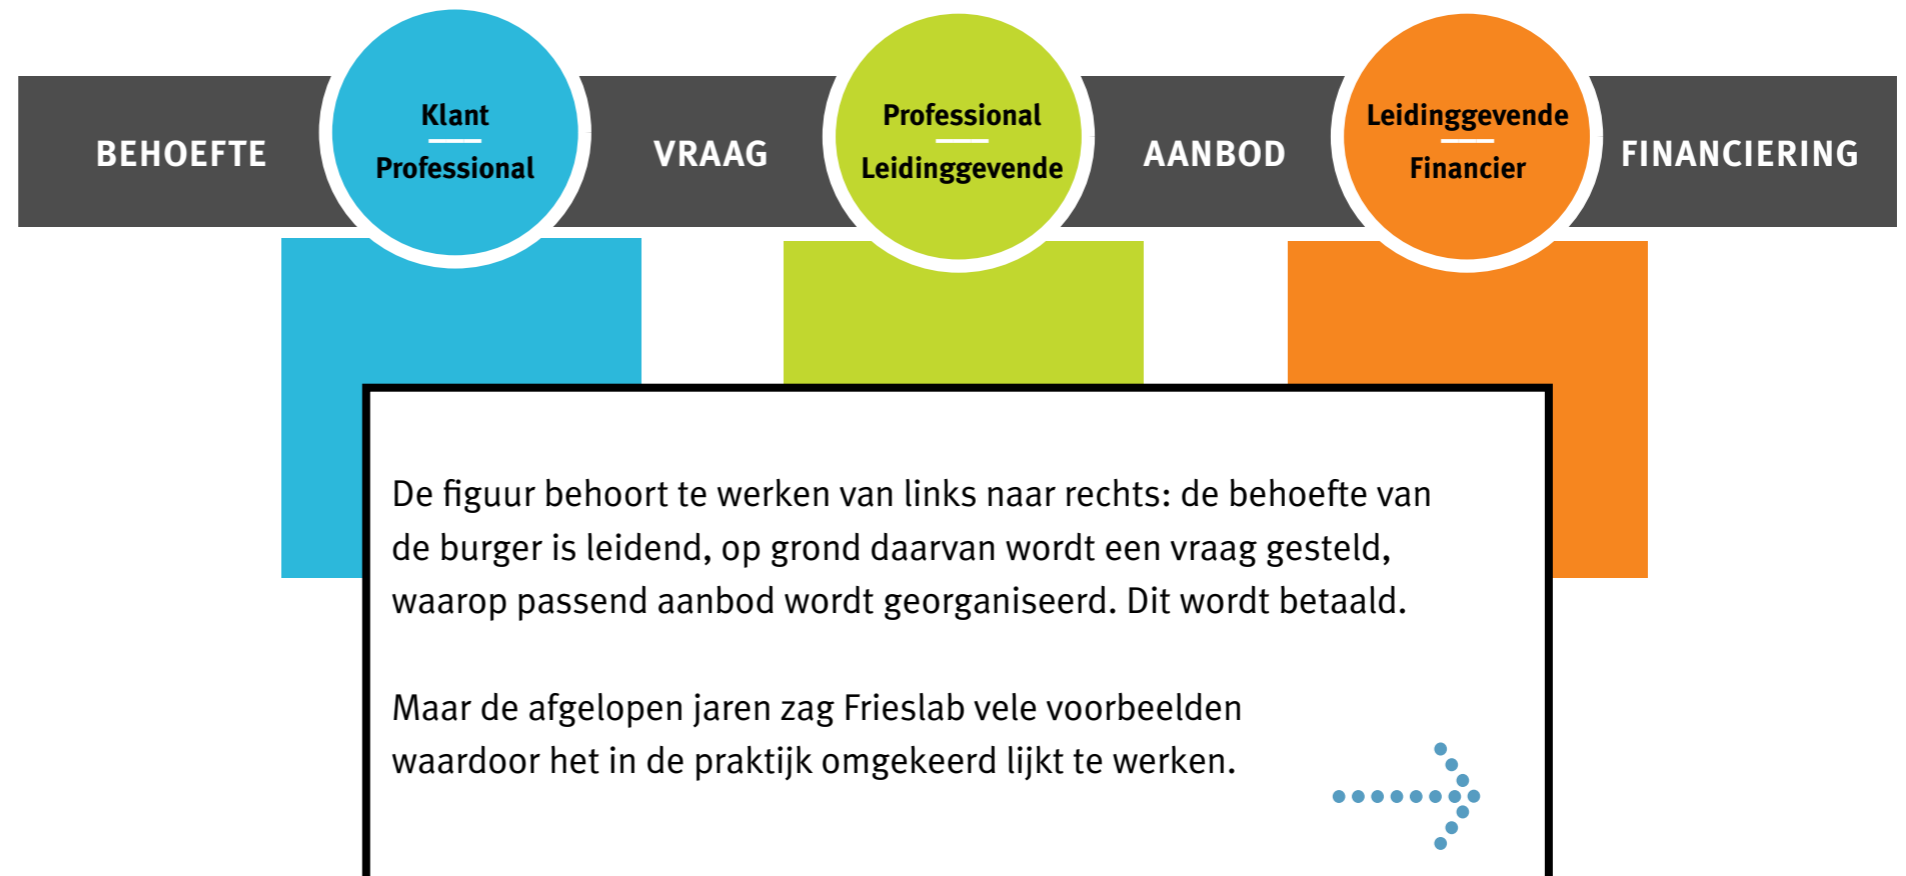 Klant
Professional
Professional
Leidinggevende
Leidinggevende
Financier
BEHOEFTE
VRAAG
AANBOD
FINANCIERING
De figuur behoort te werken van links naar rechts: de behoefte van
de burger is leidend, op grond daarvan wordt een vraag gesteld,
waarop passend aanbod wordt georganiseerd. Dit wordt betaald.
Maar de afgelopen jaren zag Frieslab vele voorbeelden
waardoor het in de praktijk omgekeerd lijkt te werken.